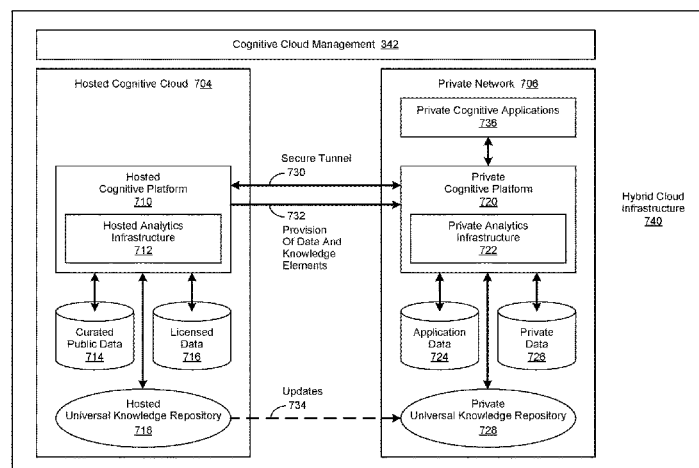 Cognitive Cloud Management 342
Hosted Cognitive Cloud 704
Private Network 706
Private Cognitive Applications
736
Secure Tunnel
730
Hosted
Cognitive Platform
710
Hosted Analytics
Infrastructure
712
732
Provision
Of Data And
Knowledge
Elements
Private
Cognitive Platform
720
Private Analytics
Infrastructure
722
Hybrid Cloud
Infrastructure
740
Curated
Public Data
714
Licensed
Data
716
Application
Data
724
Private
Data
726
Hosted
Universal Knowledge Repository
718
Updates
734
Private
Universal Knowledge Repository
728